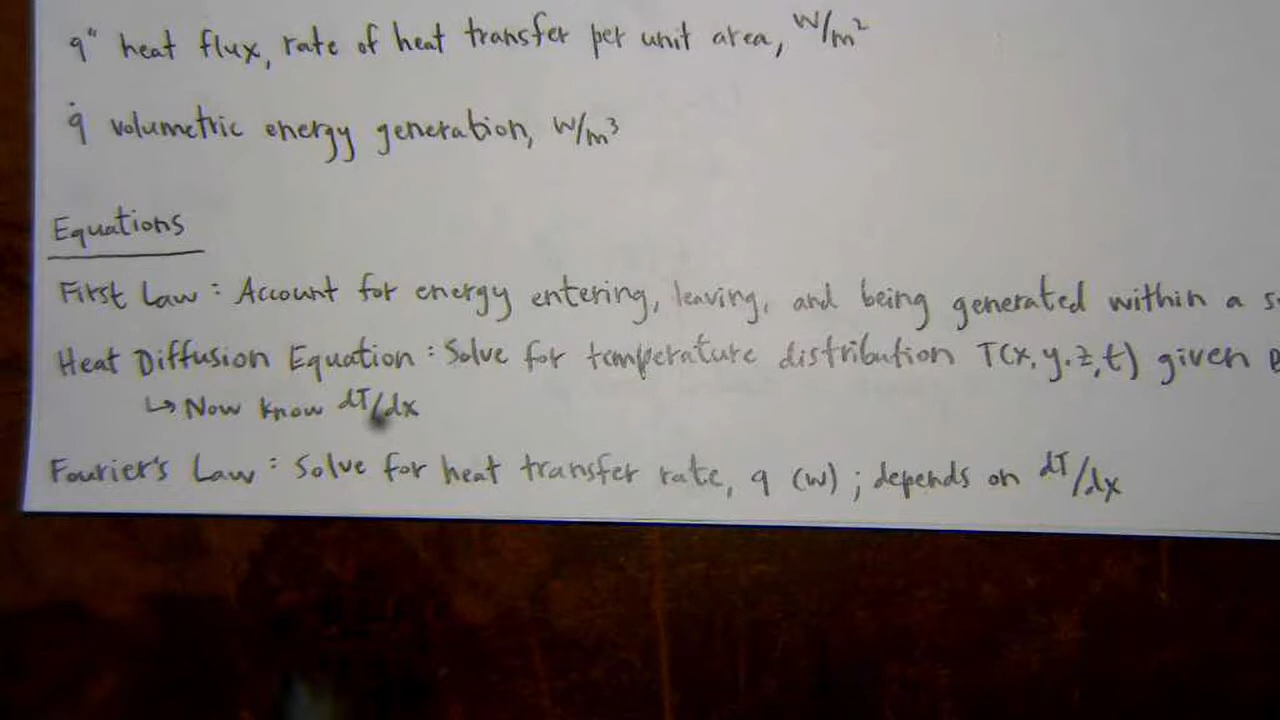 q" heat flux, rate of heat transfer per unit area, W/m²
q̇ volumetric energy generation, W/m³
Equations
First Law: Account for energy entering, leaving, and being generated within a
Heat Diffusion Equation: Solve for temperature distribution T(x,y,z,t) given
↳ Now know dT/dx
Fourier's Law: Solve for heat transfer rate, q (W); depends on dT/dx